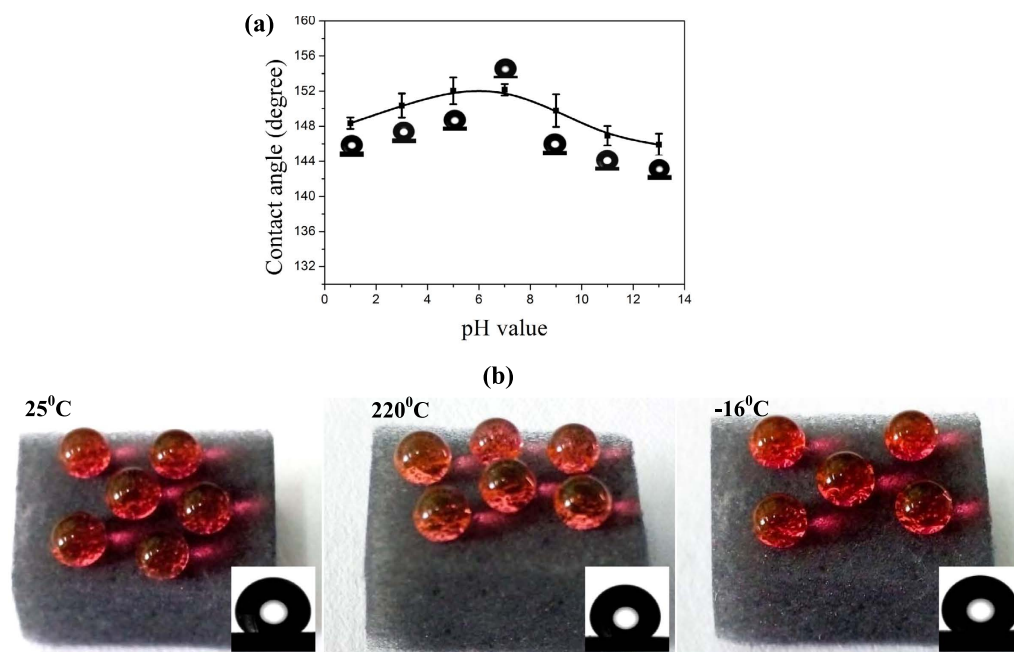 (a)
160
156
152
148
144
140
136
132
Contact angle (degree)
0 2 4 6 8 10 12 14
pH value
(b)
25⁰C
220⁰C
-16⁰C